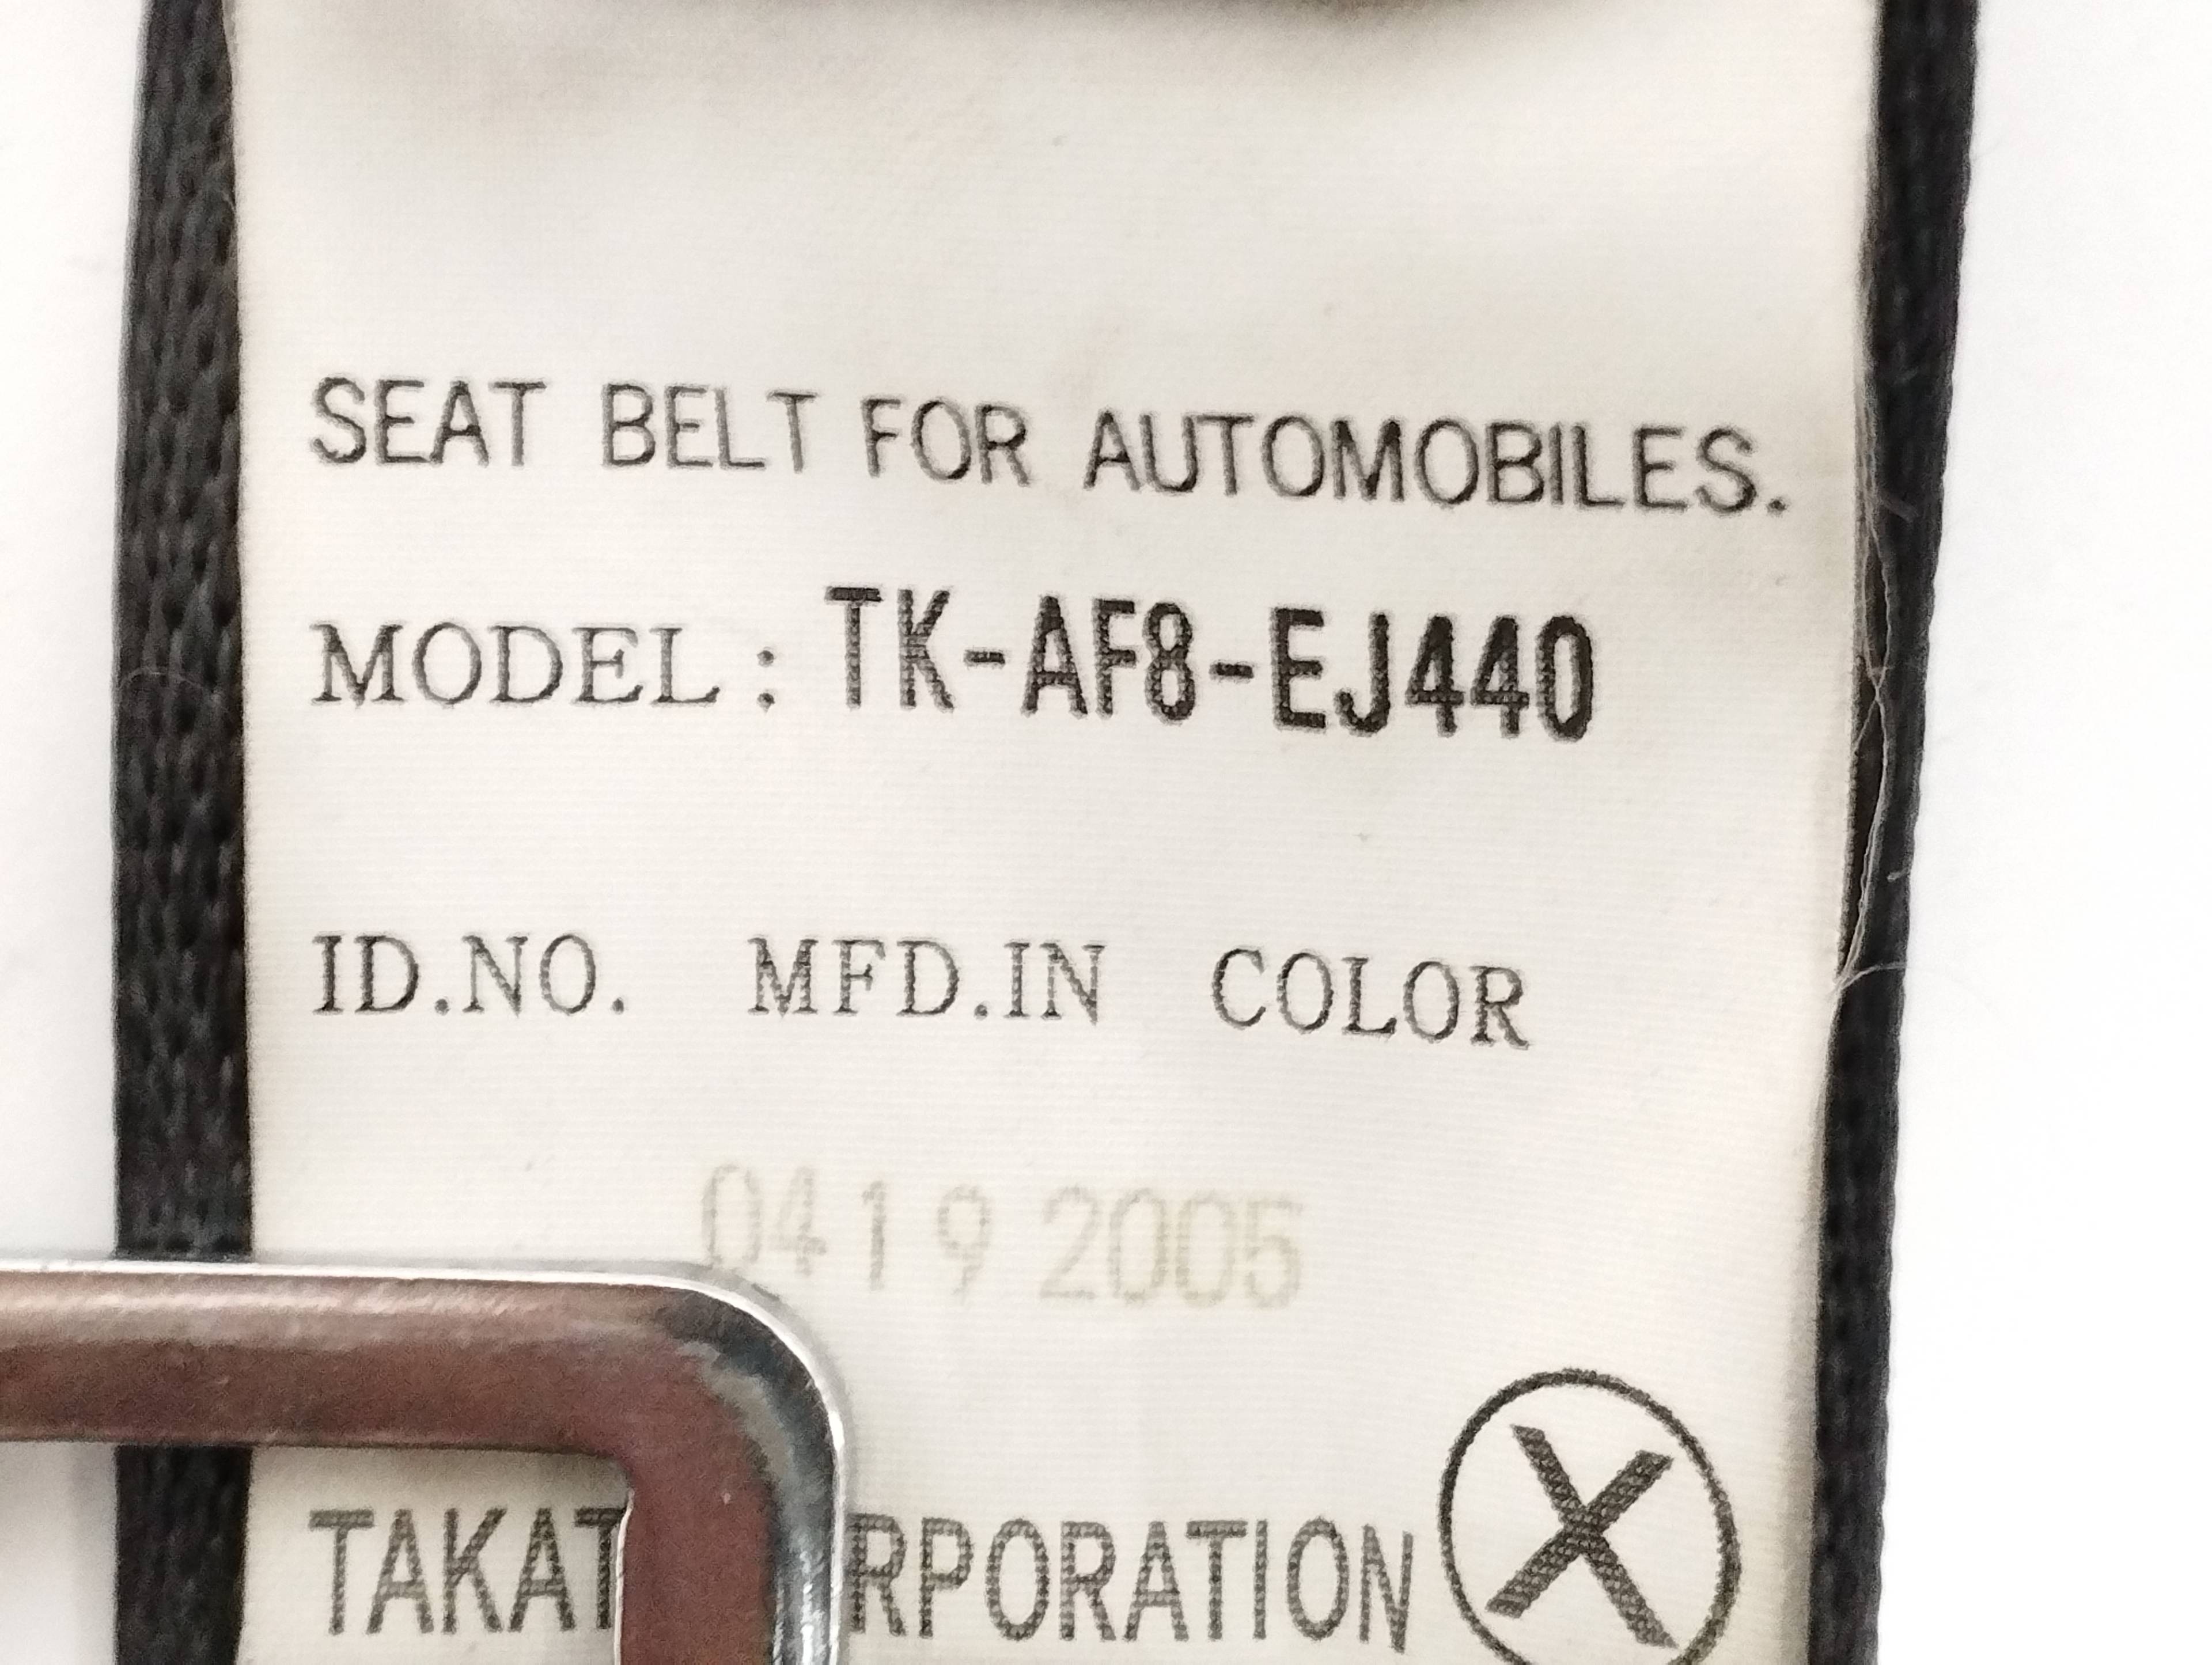 SEAT BELT FOR AUTOMOBILES.
MODEL : TK-AF8-EJ440
ID.NO. MFD.IN COLOR
0419 2005
TAKAT RPORATION X